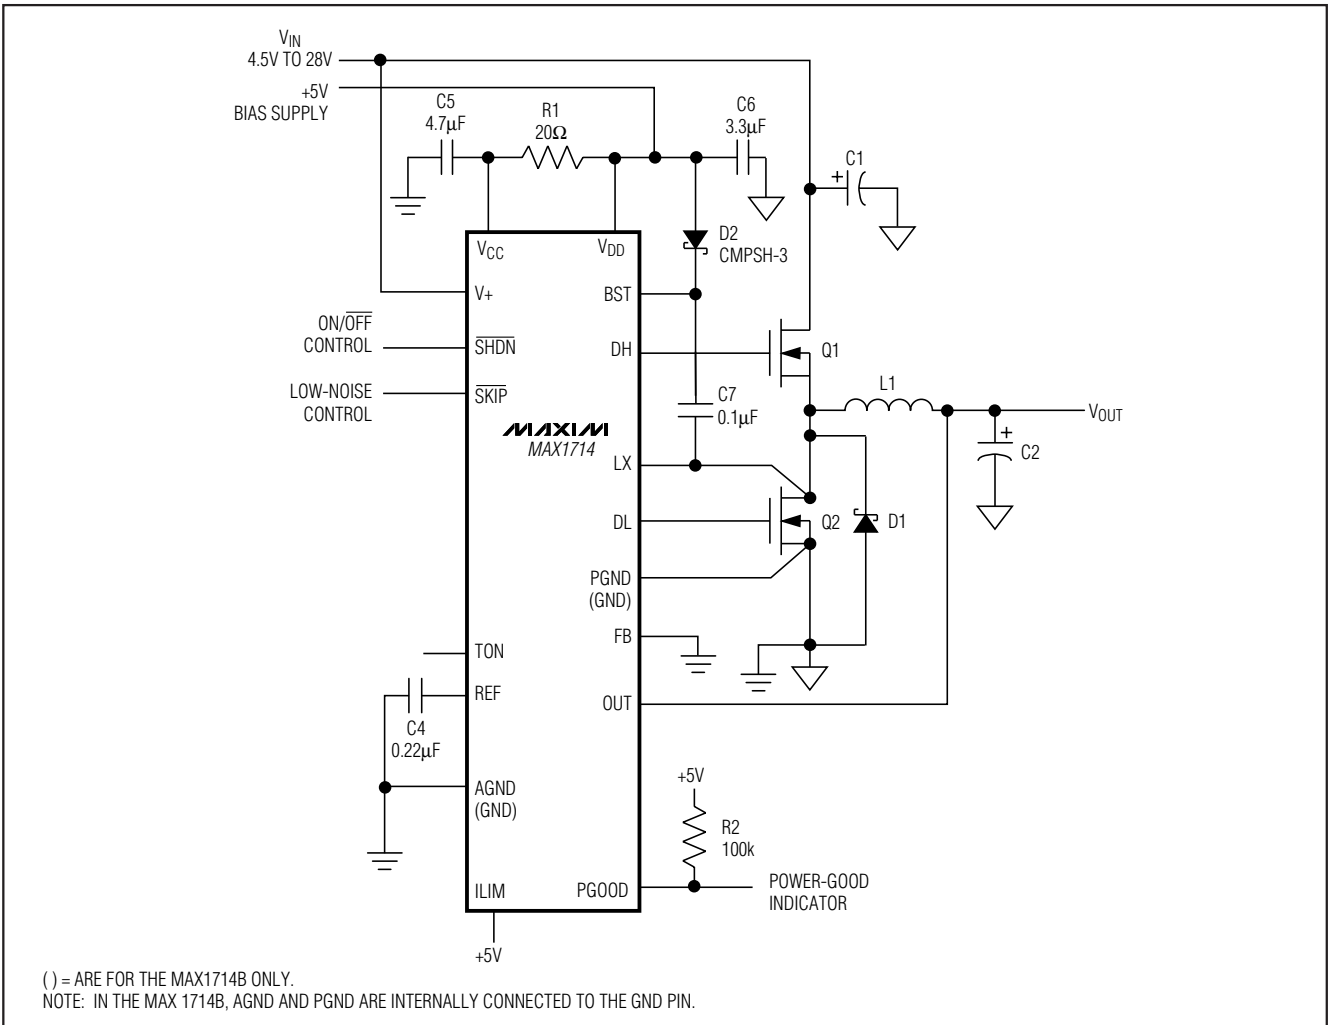 VIN
4.5V TO 28V
+5V
BIAS SUPPLY
C5
4.7µF
R1
20Ω
C6
3.3µF
C1
+
VCC
VDD
D2
CMPSH-3
V+
BST
ON/OFF
CONTROL
SHDN
DH
Q1
LOW-NOISE
CONTROL
SKIP
C7
0.1µF
L1
VOUT
MAXIM
MAX1714
LX
+
C2
DL
Q2
D1
PGND
(GND)
FB
TON
REF
OUT
C4
0.22µF
AGND
(GND)
+5V
R2
100k
ILIM
PGOOD
POWER-GOOD
INDICATOR
+5V
( ) = ARE FOR THE MAX1714B ONLY.
NOTE: IN THE MAX 1714B, AGND AND PGND ARE INTERNALLY CONNECTED TO THE GND PIN.